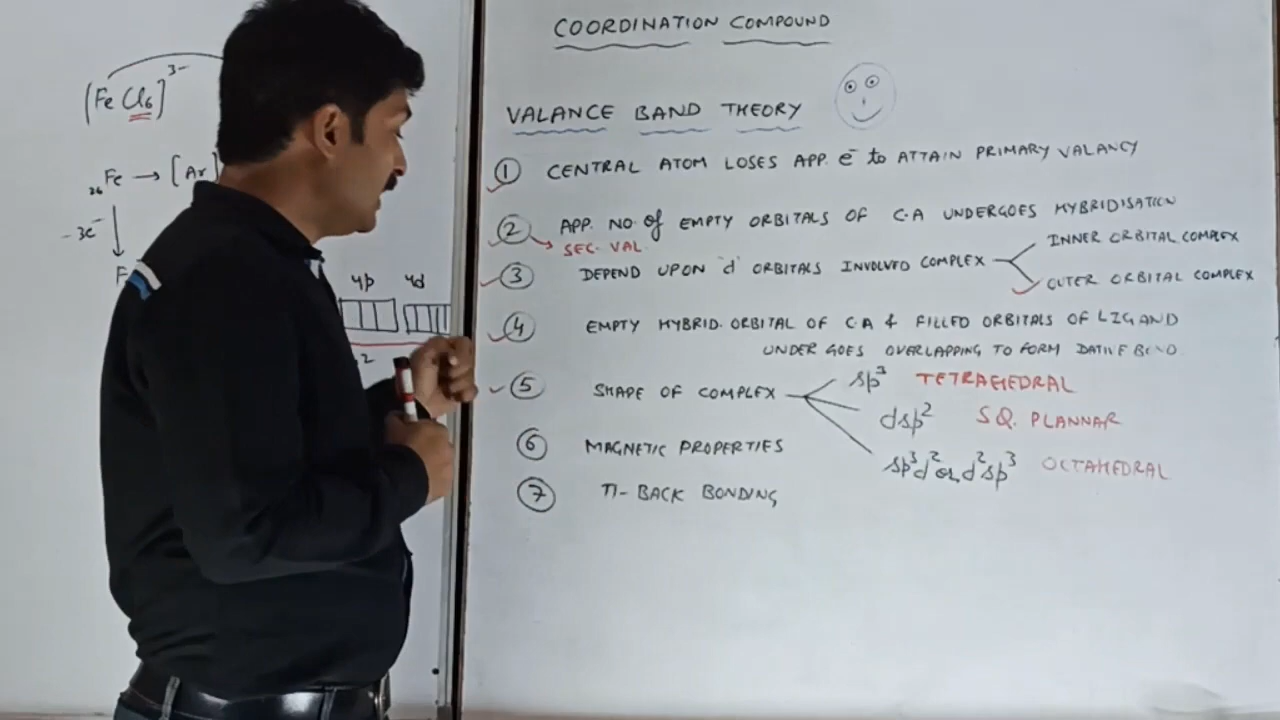 [FeCl6]3-
26Fe → [Ar]
-3e-
F
4p 4d
2
COORDINATION COMPOUND
VALANCE BAND THEORY
1 CENTRAL ATOM LOSES APP. e- to ATTAIN PRIMARY VALANCY
2 APP. NO. of EMPTY ORBITALS OF C.A UNDERGOES HYBRIDISATION
→ SEC. VAL.
INNER ORBITAL COMPLEX
3 DEPEND UPON 'd' ORBITALS INVOLVED COMPLEX
OUTER ORBITAL COMPLEX
4 EMPTY HYBRID. ORBITAL OF C.A & FILLED ORBITALS OF LIGAND
UNDERGOES OVERLAPPING TO FORM DATIVE BOND
5 SHAPE OF COMPLEX sp3 TETRAHEDRAL
dsp2 SQ. PLANNAR
sp3d2 or d2sp3 OCTAHEDRAL
6 MAGNETIC PROPERTIES
7 Π-BACK BONDING